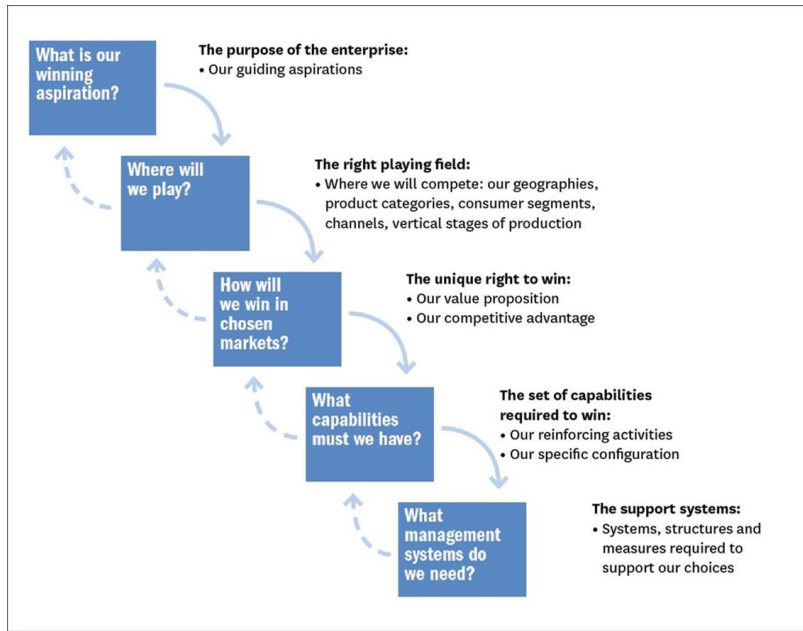 What is our
winning
aspiration?
The purpose of the enterprise:
• Our guiding aspirations
Where will
we play?
The right playing field:
• Where we will compete: our geographies,
product categories, consumer segments,
channels, vertical stages of production
How will
we win in
chosen
markets?
The unique right to win:
• Our value proposition
• Our competitive advantage
What
capabilities
must we have?
The set of capabilities
required to win:
• Our reinforcing activities
• Our specific configuration
What
management
systems do
we need?
The support systems:
• Systems, structures and
measures required to
support our choices